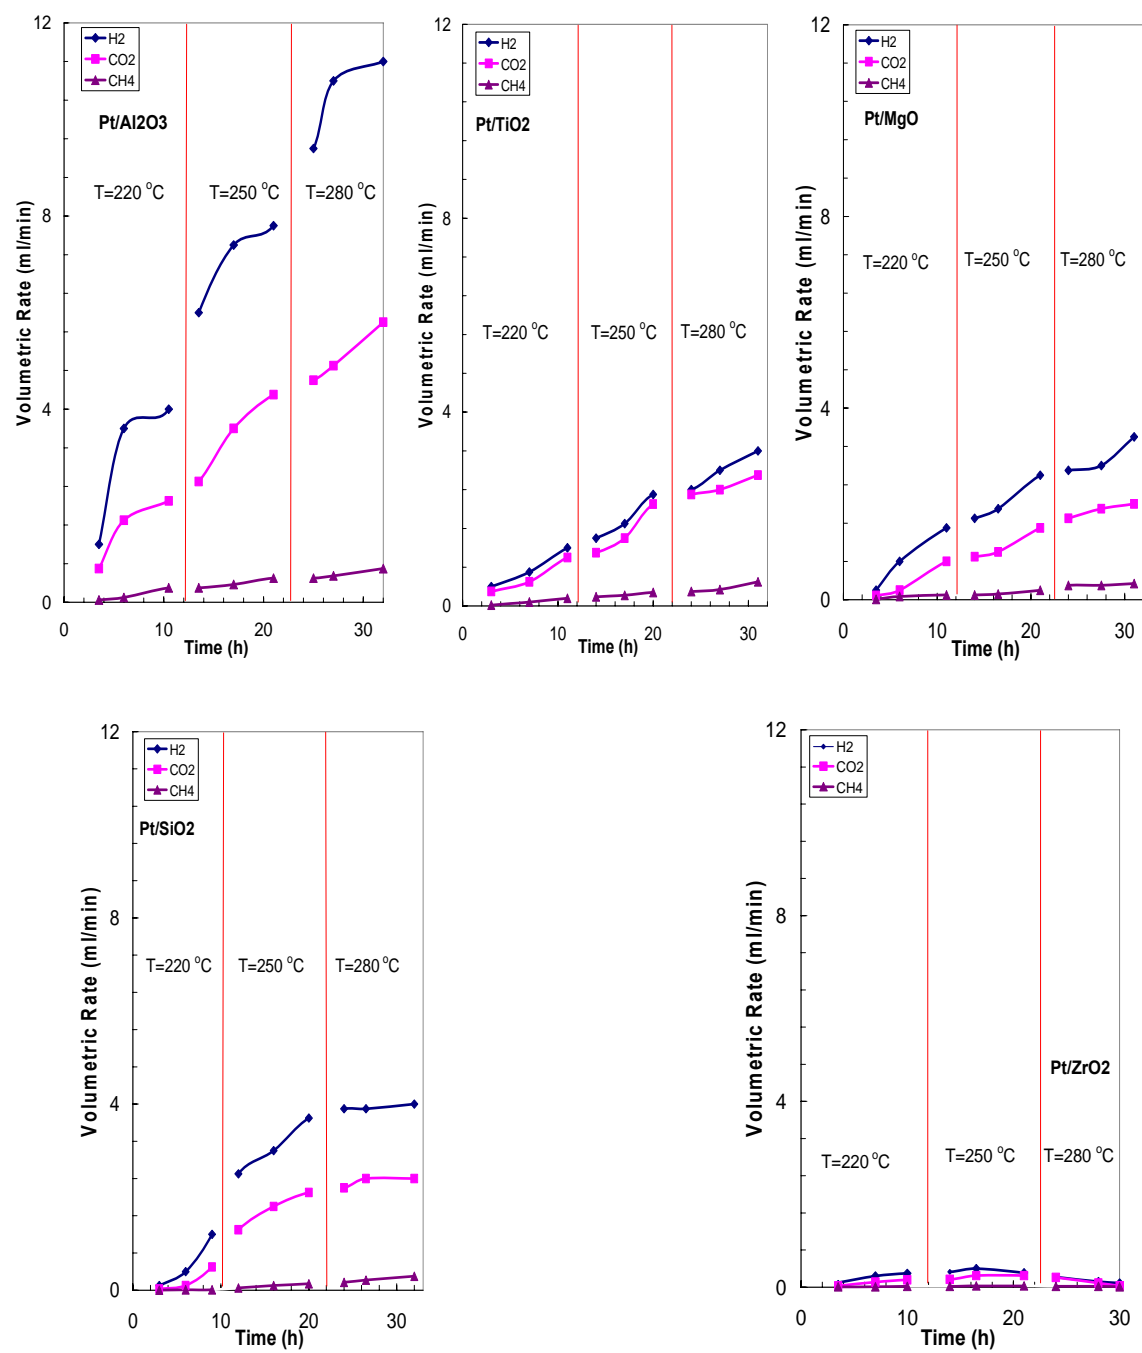 12
H2
CO2
CH4
Pt/Al2O3
T=220 °C
T=250 °C
T=280 °C
8
4
0
Volumetric Rate (ml/min)
0
10
20
30
Time (h)
12
H2
CO2
CH4
Pt/TiO2
8
T=220 °C
T=250 °C
T=280 °C
4
0
Volumetric Rate (ml/min)
0
10
20
30
Time (h)
12
H2
CO2
CH4
Pt/MgO
8
T=220 °C
T=250 °C
T=280 °C
4
0
Volumetric Rate (ml/min)
0
10
20
30
Time (h)
12
H2
CO2
CH4
Pt/SiO2
8
T=220 °C
T=250 °C
T=280 °C
4
0
Volumetric Rate (ml/min)
0
10
20
30
Time (h)
12
H2
CO2
CH4
8
Pt/ZrO2
4
T=220 °C
T=250 °C
T=280 °C
0
Volumetric Rate (ml/min)
0
10
20
30
Time (h)